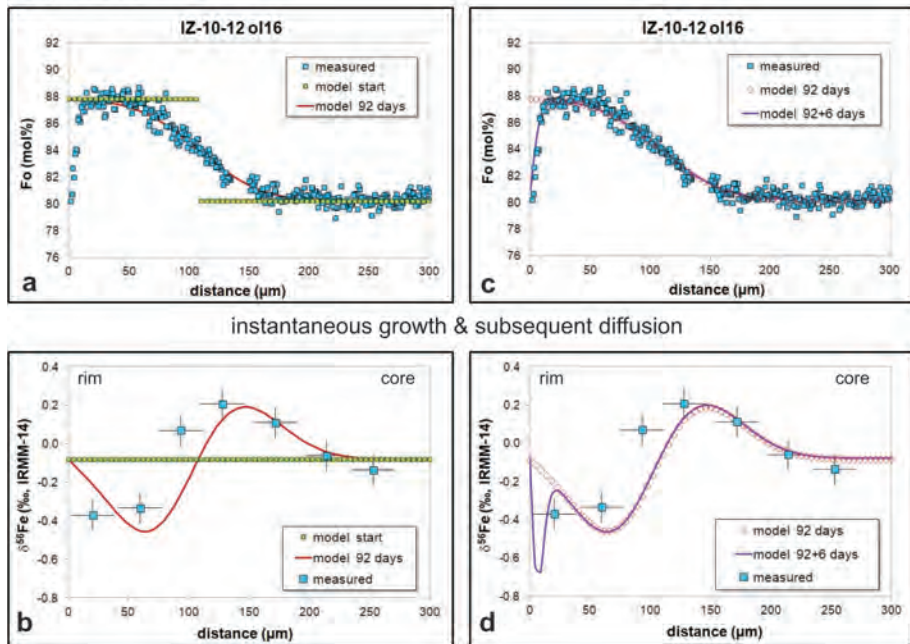 IZ-10-12 ol16
92
90
88
86
84
82
80
78
76
Fo (mol%)
measured
model start
model 92 days
0 50 100 150 200 250 300
distance (µm)
a
IZ-10-12 ol16
92
90
88
86
84
82
80
78
76
Fo (mol%)
measured
model 92 days
model 92+6 days
0 50 100 150 200 250 300
distance (µm)
c
instantaneous growth & subsequent diffusion
rim core
0.4
0.2
0.0
-0.2
-0.4
-0.6
-0.8
δ⁵⁶Fe (‰, IRMM-14)
model start
model 92 days
measured
0 50 100 150 200 250 300
distance (µm)
b
rim core
0.4
0.2
0.0
-0.2
-0.4
-0.6
-0.8
δ⁵⁶Fe (‰, IRMM-14)
model 92 days
model 92+6 days
measured
0 50 100 150 200 250 300
distance (µm)
d